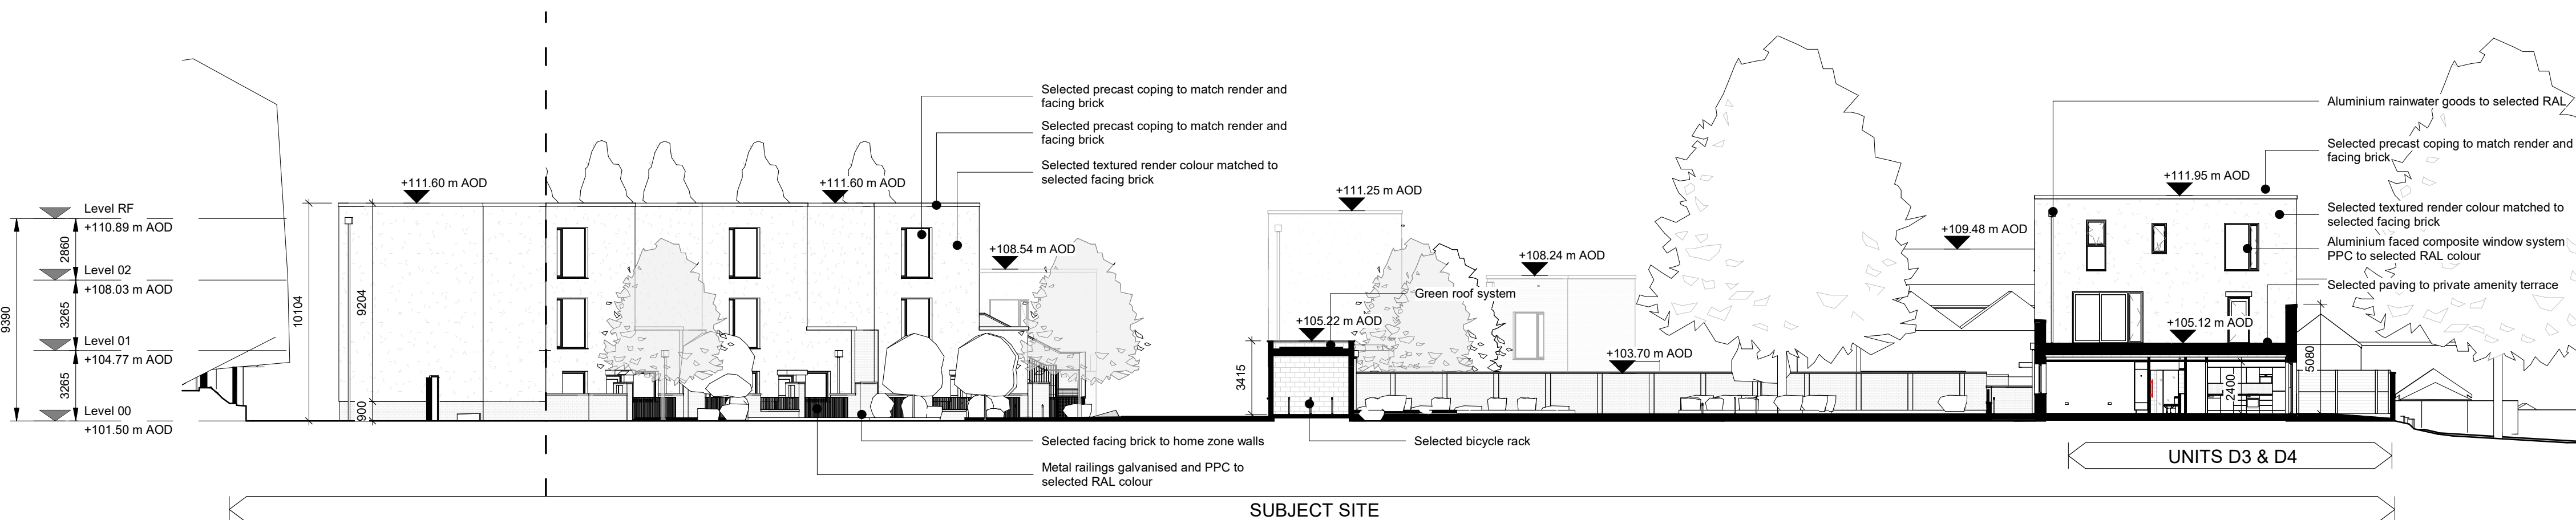 Level RF
+110.89 m AOD
2860
Level 02
+108.03 m AOD
3265
Level 01
+104.77 m AOD
3265
Level 00
+101.50 m AOD
9390
10104
9204
900
+111.60 m AOD
+111.60 m AOD
Selected precast coping to match render and
facing brick
Selected precast coping to match render and
facing brick
Selected textured render colour matched to
selected facing brick
+108.54 m AOD
Selected facing brick to home zone walls
Metal railings galvanised and PPC to
selected RAL colour
+111.25 m AOD
Green roof system
+105.22 m AOD
3415
Selected bicycle rack
+108.24 m AOD
+103.70 m AOD
+109.48 m AOD
+111.95 m AOD
+105.12 m AOD
2400
5080
Aluminium rainwater goods to selected RAL
Selected precast coping to match render and
facing brick
Selected textured render colour matched to
selected facing brick
Aluminium faced composite window system
PPC to selected RAL colour
Selected paving to private amenity terrace
UNITS D3 & D4
SUBJECT SITE